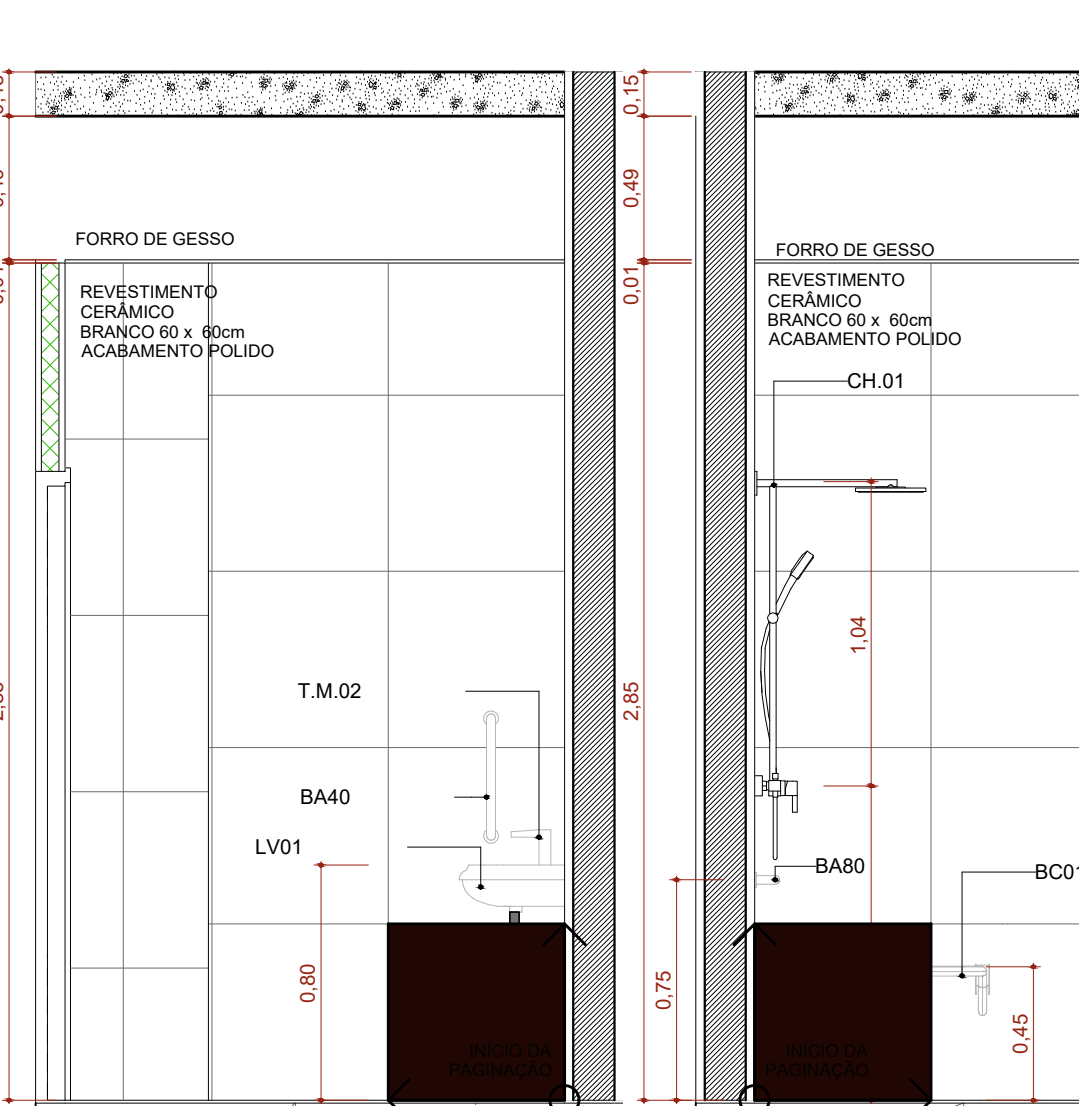 0,15
0,49
FORRO DE GESSO
FORRO DE GESSO
REVESTIMENTO
CERÂMICO
BRANCO 60 x 60cm
ACABAMENTO POLIDO
0,01
REVESTIMENTO
CERÂMICO
BRANCO 60 x 60cm
ACABAMENTO POLIDO
CH.01
1,04
T.M.02
2,85
BA40
LV01
BA80
BC01
0,80
0,75
0,45
INÍCIO DA
PAGINAÇÃO
INÍCIO DA
PAGINAÇÃO